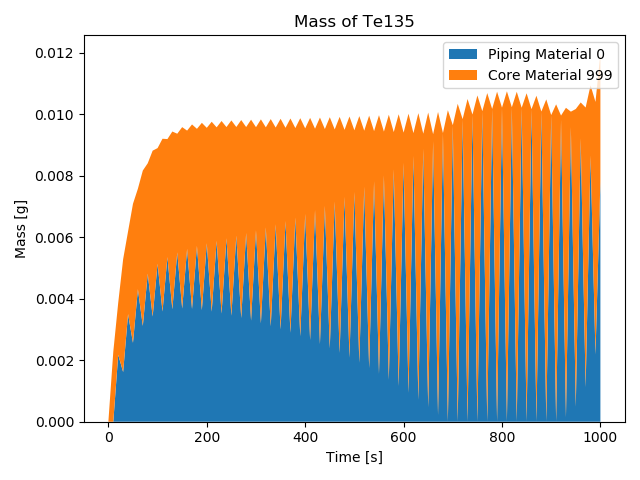 Mass of Te135
Piping Material 0
Core Material 999
0.012
0.010
0.008
0.006
0.004
0.002
0.000
Mass [g]
0 200 400 600 800 1000
Time [s]